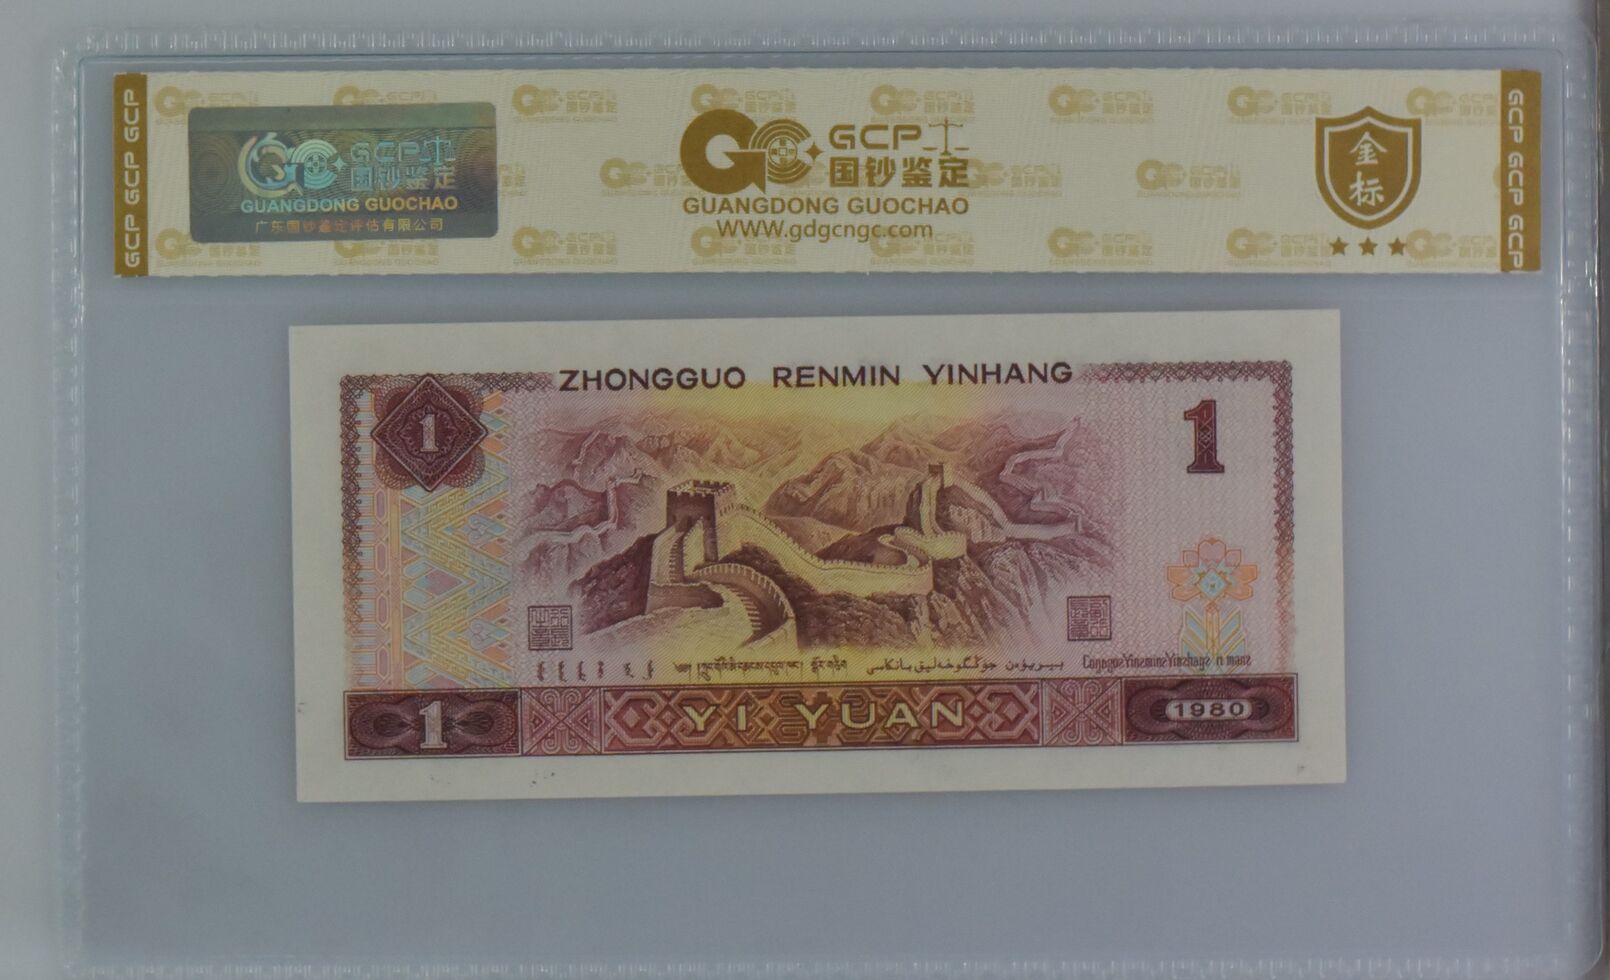 GCP GCP GCP
GCP
国钞鉴定
GUANGDONG GUOCHAO
广东国钞鉴定评估有限公司
GCP
国钞鉴定
GUANGDONG GUOCHAO
www.gdgcngc.com
金
标
GCP GCP GCP
ZHONGGUO RENMIN YINHANG
1
1
1
YI YUAN
1980